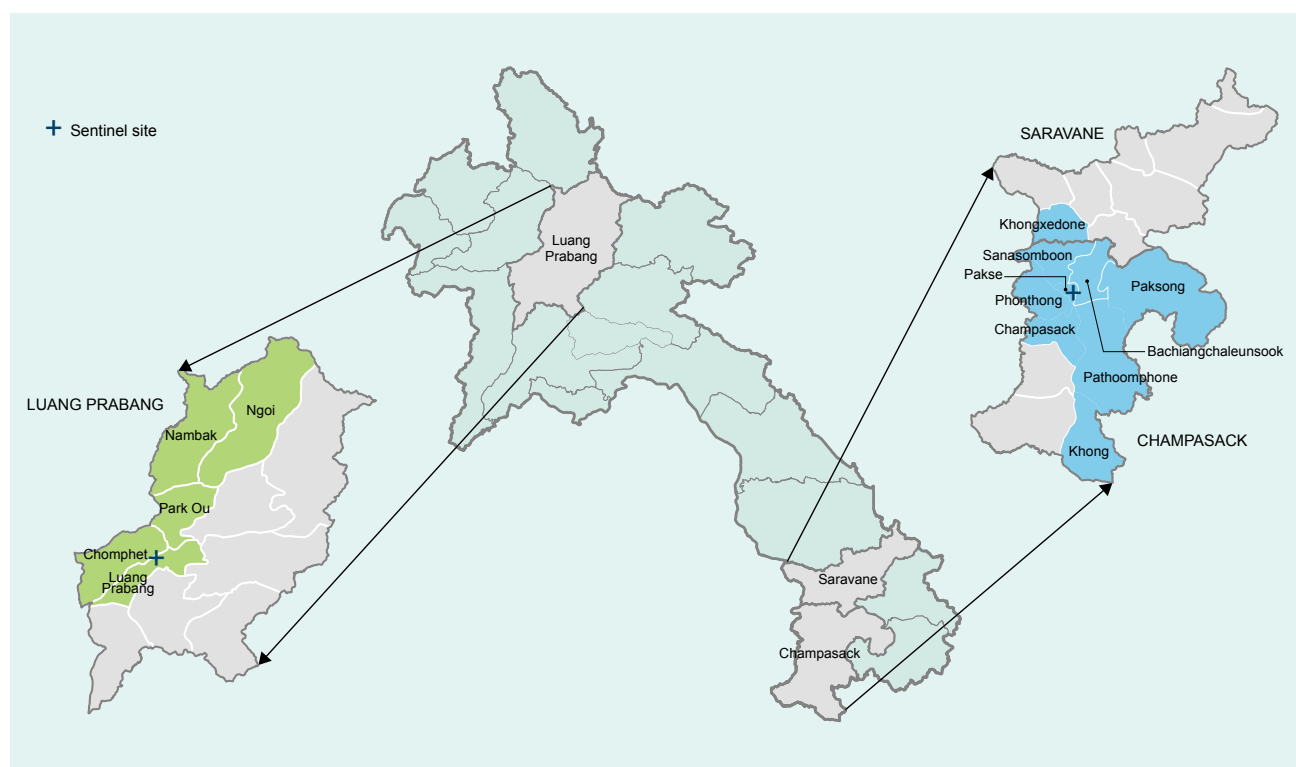 Sentinel site
LUANG PRABANG
Nambak
Ngoi
Park Ou
Chomphet
Luang
Prabang
Luang
Prabang
Saravane
Champasack
SARAVANE
Khongxedone
Sanasomboon
Pakse
Phonthong
Paksong
Champasack
Bachiangchaleunsook
Pathoomphone
CHAMPASACK
Khong